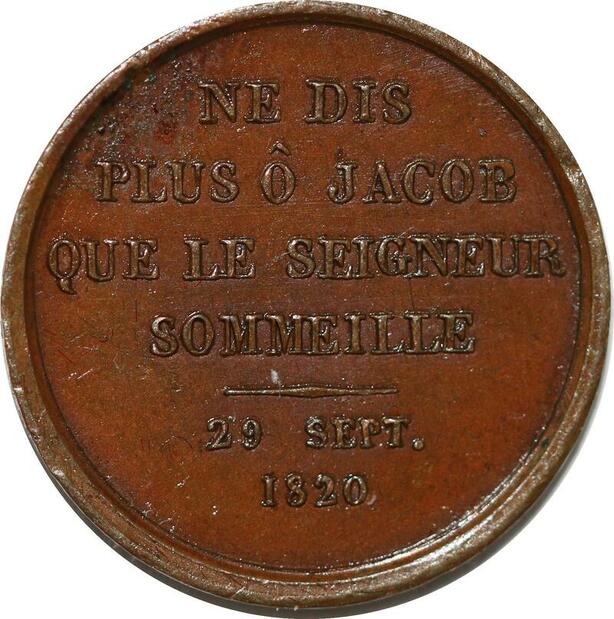 NE DIS
PLUS Ô JACOB
QUE LE SEIGNEUR
SOMMEILLE
29 SEPT.
1820